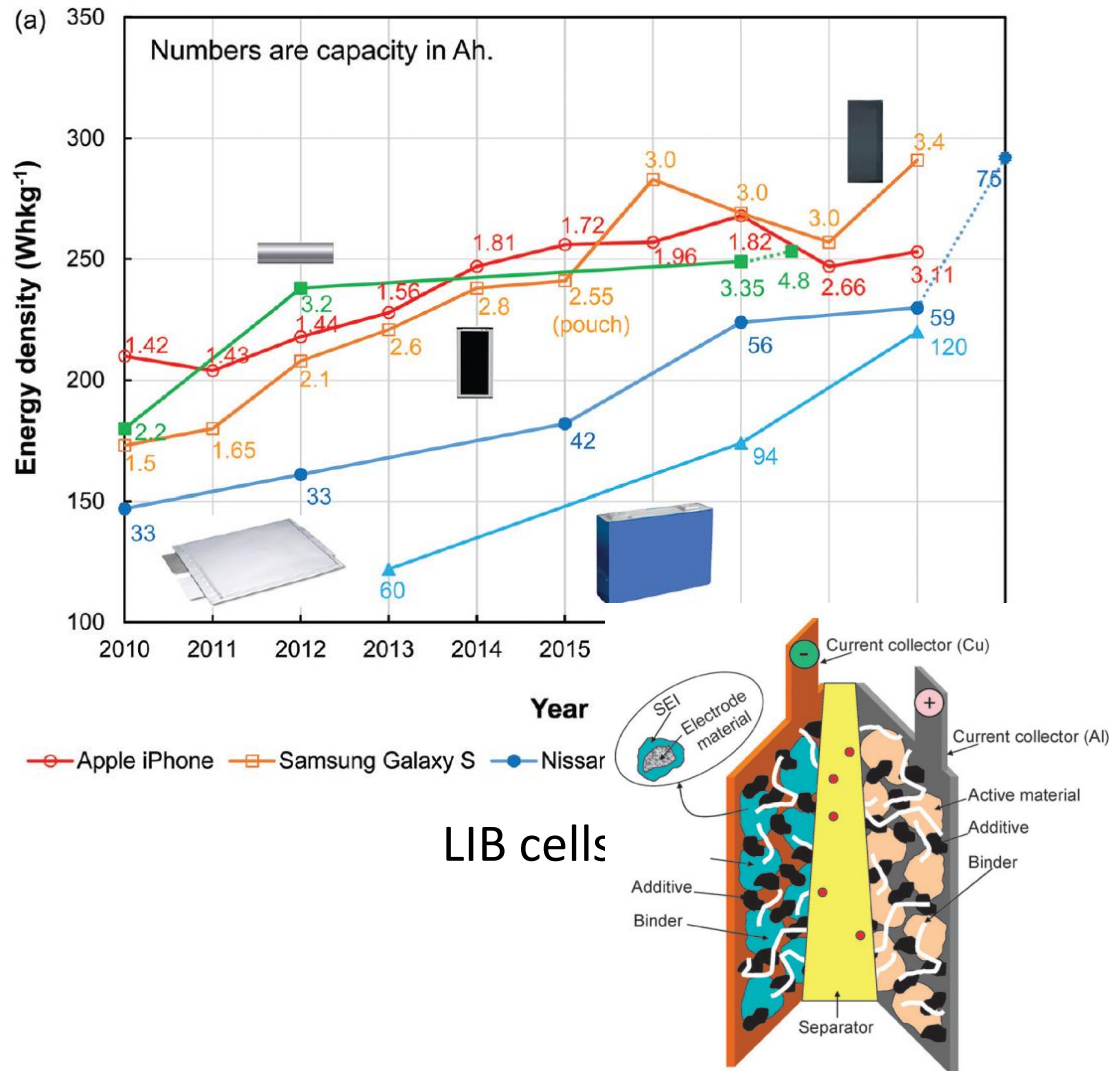 (a)
Numbers are capacity in Ah.
Energy density (Whkg⁻¹)
350
300
250
200
150
100
1.42
1.43
1.44
1.56
1.81
1.72
1.96
1.82
2.66
3.11
1.5
1.65
2.1
2.6
2.8
2.55
(pouch)
3.0
3.0
3.0
3.4
2.2
3.2
3.35
4.8
33
33
42
56
59
75
60
94
120
2010 2011 2012 2013 2014 2015
Year
Apple iPhone Samsung Galaxy S
LIB cells
Current collector (Cu)
-
+
SEI
Electrode
material
Current collector (Al)
Active material
Additive
Binder
Additive
Binder
Separator